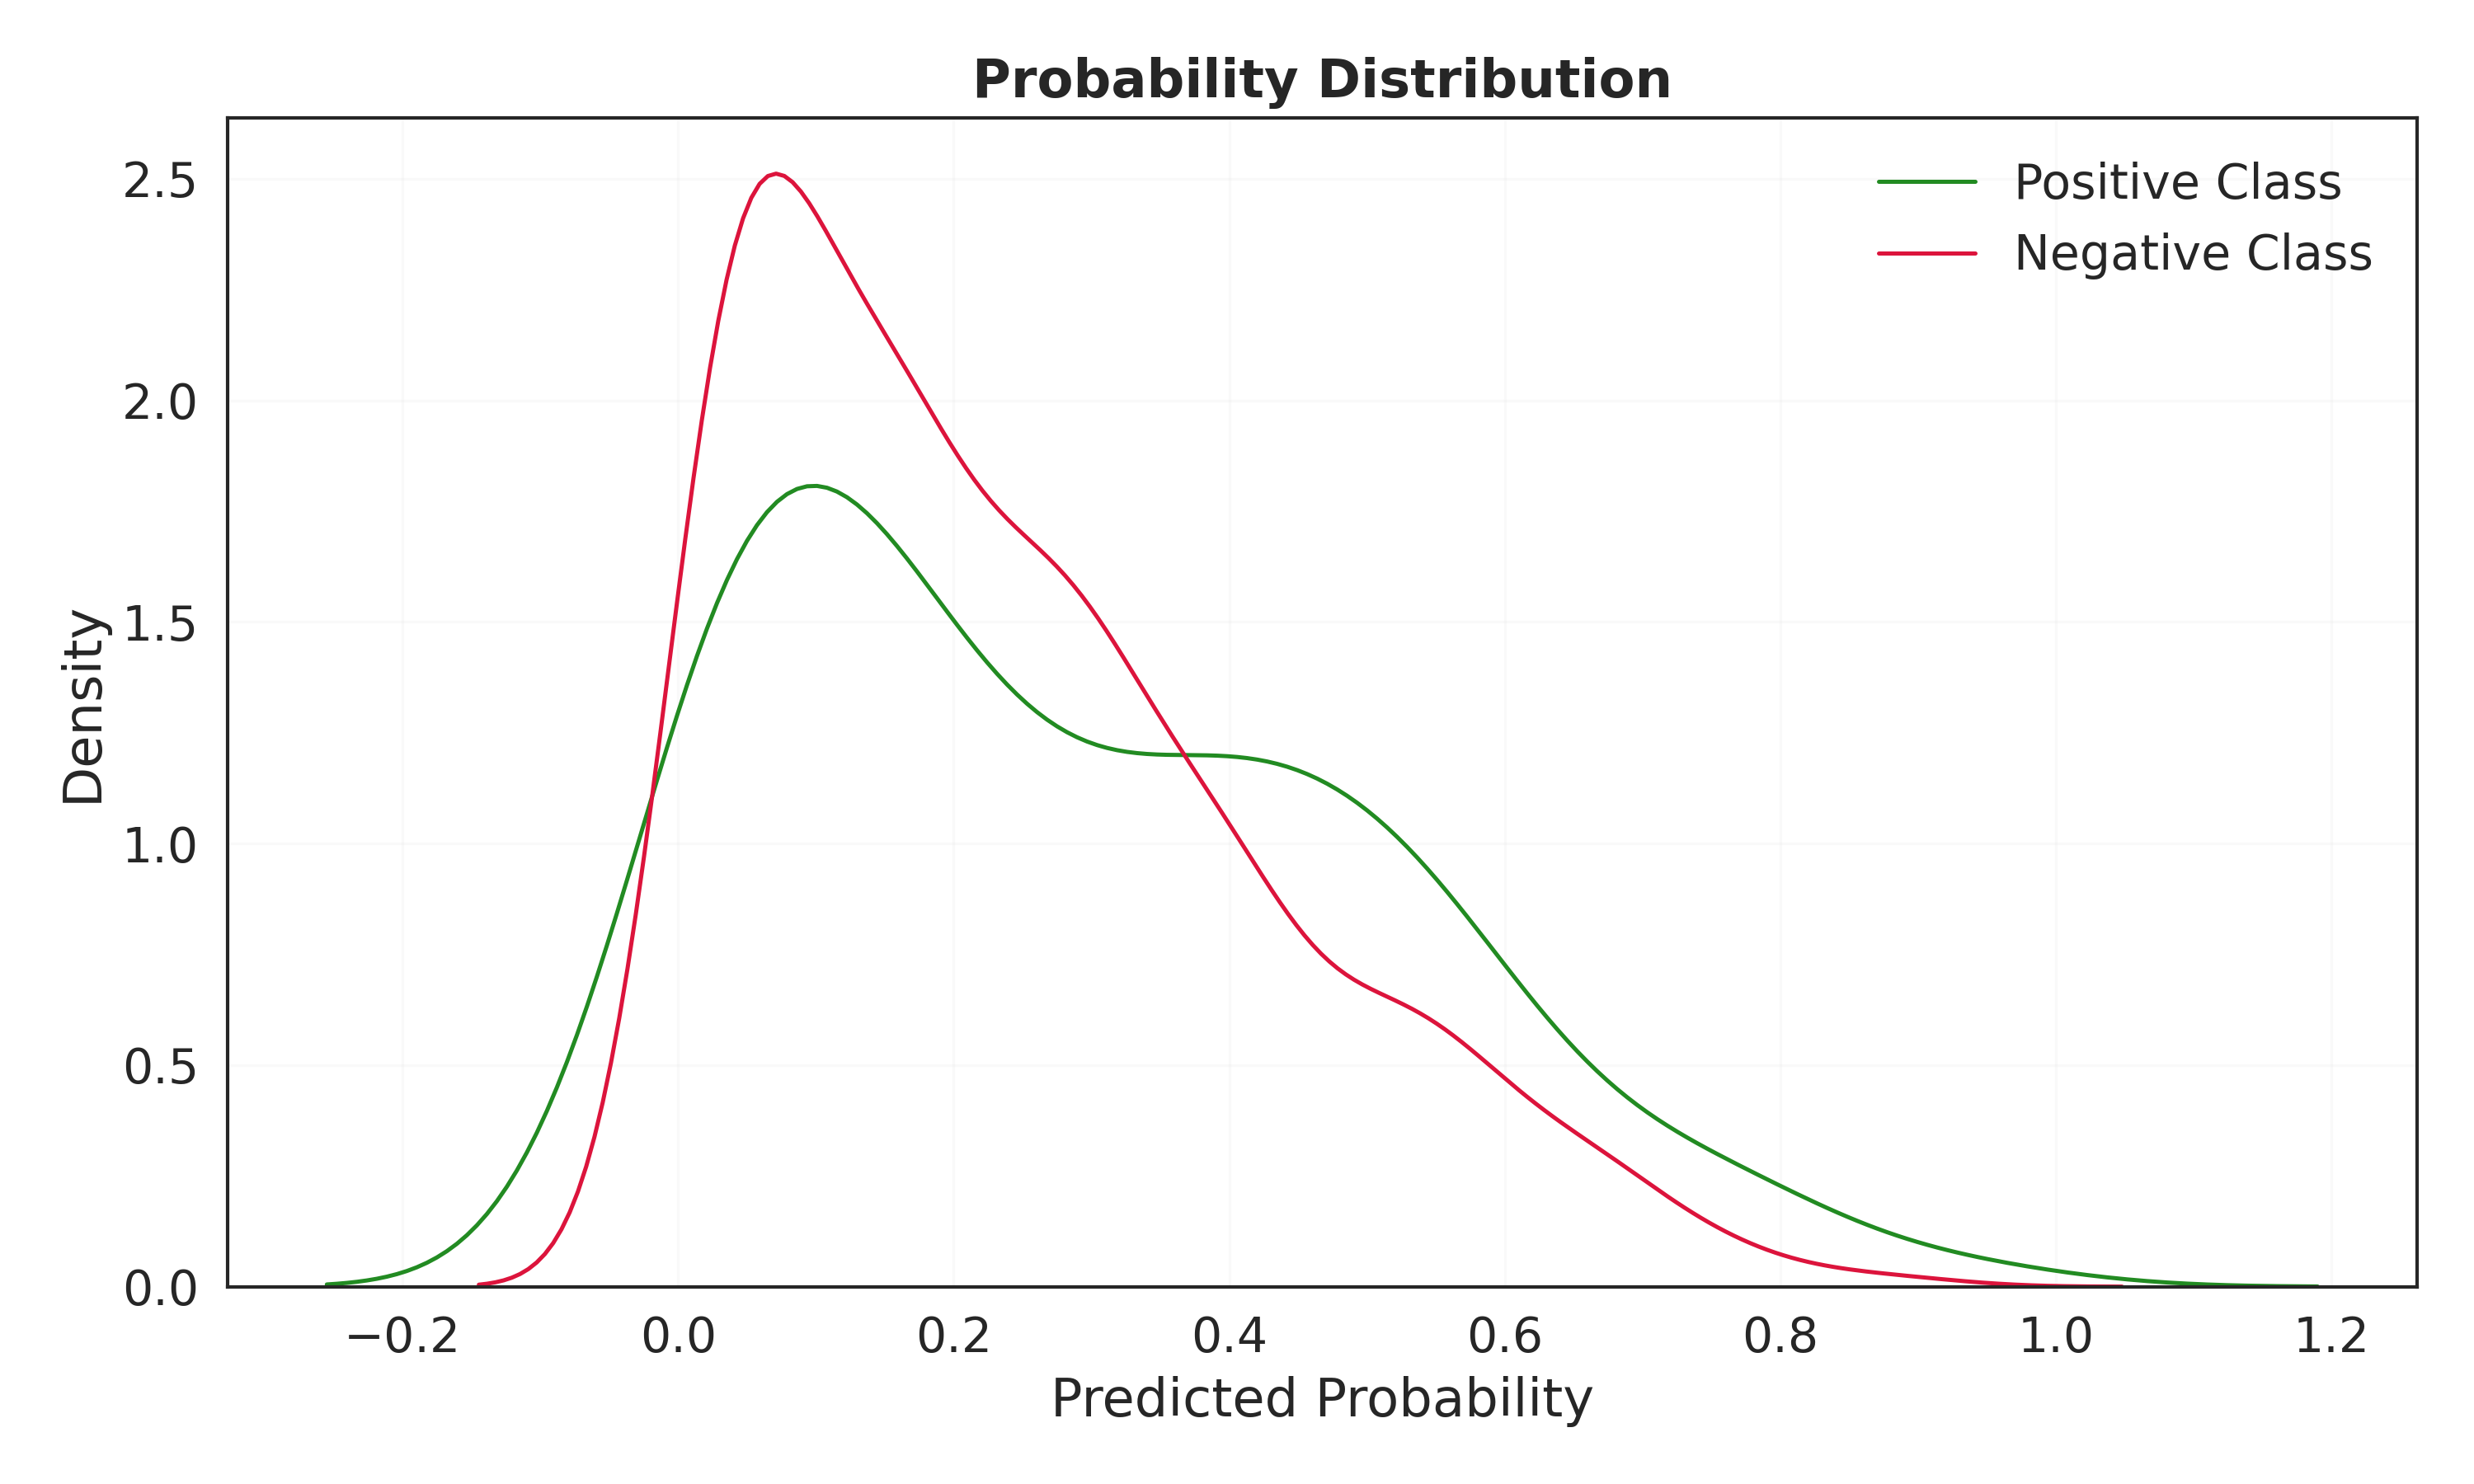 Probability Distribution
Positive Class
Negative Class
Density
2.5
2.0
1.5
1.0
0.5
0.0
−0.2 0.0 0.2 0.4 0.6 0.8 1.0 1.2
Predicted Probability